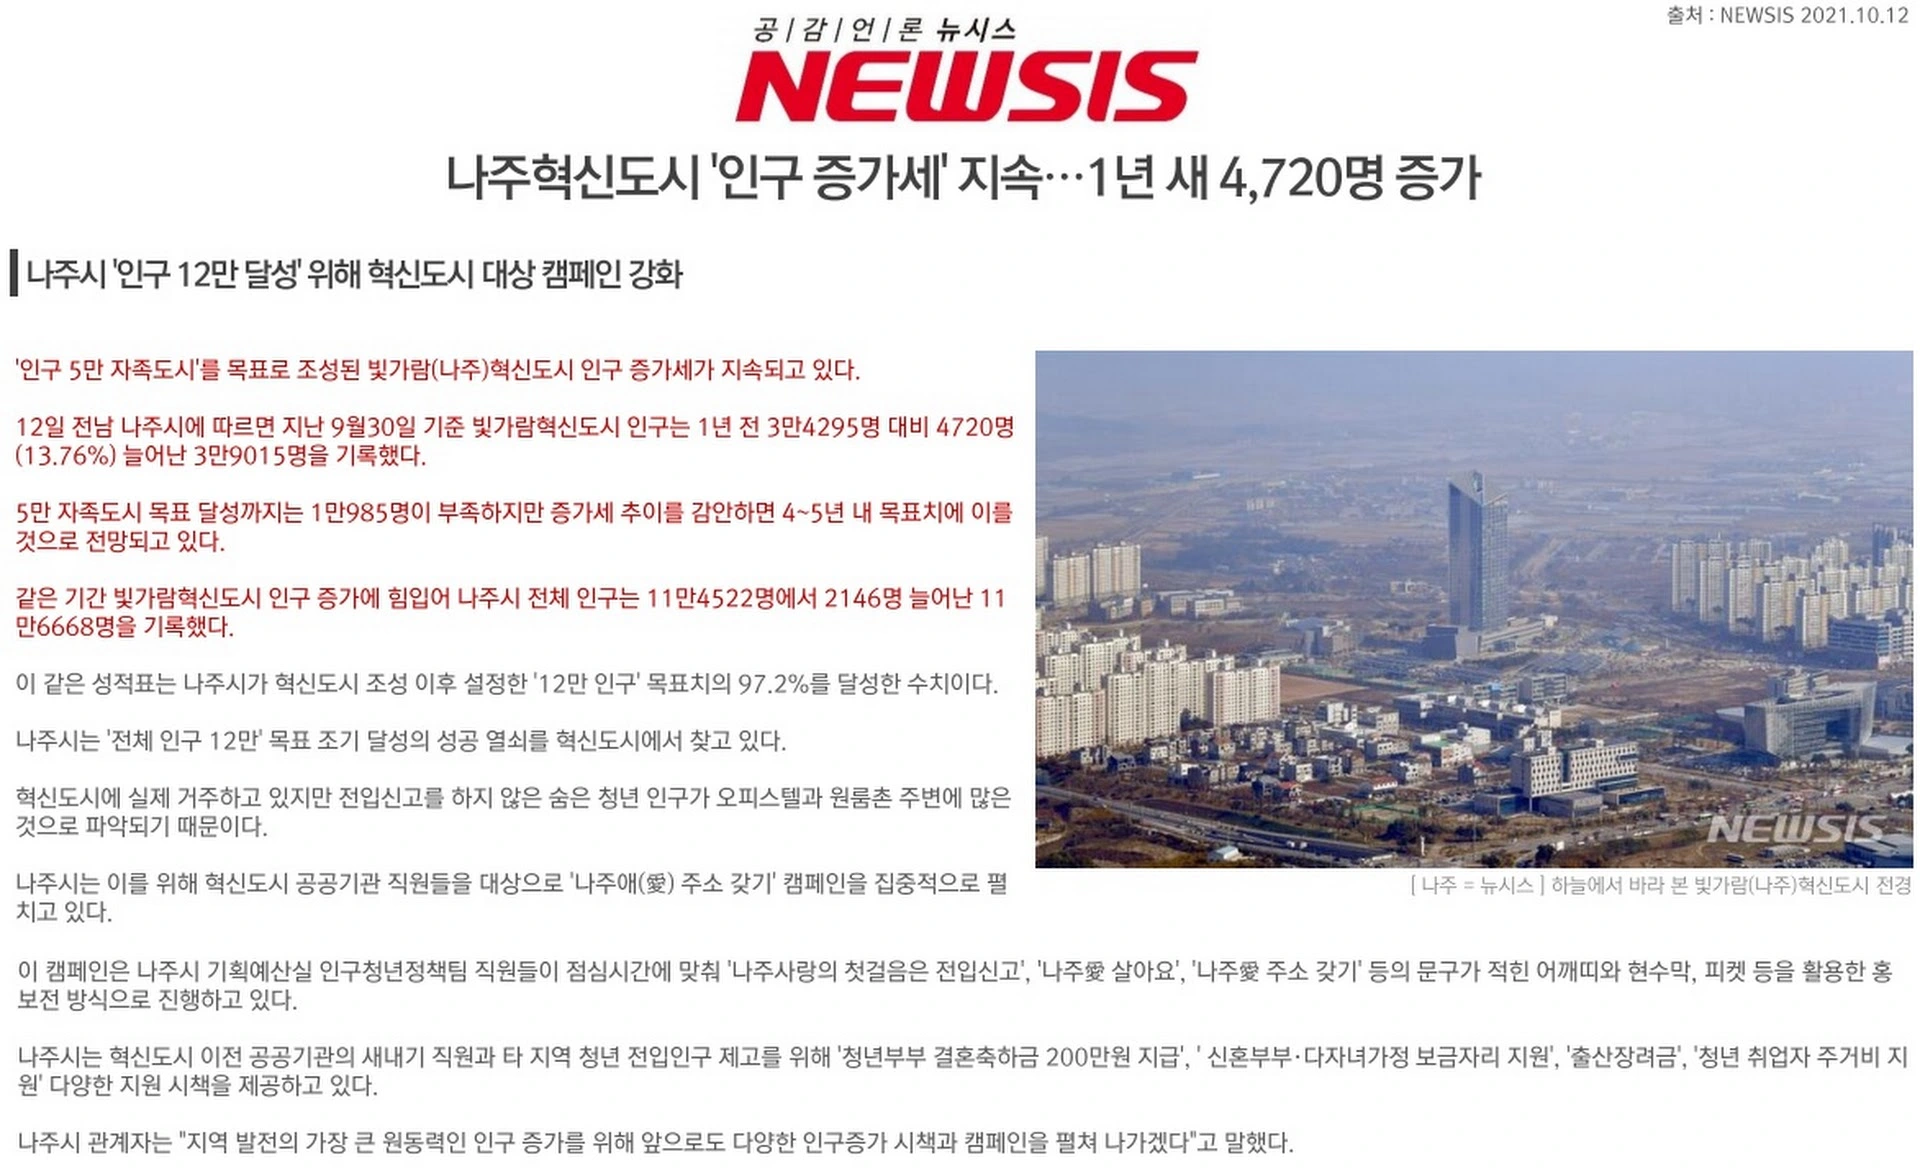 출처 : NEWSIS 2021.10.12
공/감/언/론 뉴시스
NEWSIS
나주혁신도시 '인구 증가세' 지속…1년 새 4,720명 증가
나주시 '인구 12만 달성' 위해 혁신도시 대상 캠페인 강화
'인구 5만 자족도시'를 목표로 조성된 빛가람(나주)혁신도시 인구 증가세가 지속되고 있다.
12일 전남 나주시에 따르면 지난 9월30일 기준 빛가람혁신도시 인구는 1년 전 3만4295명 대비 4720명
(13.76%) 늘어난 3만9015명을 기록했다.
5만 자족도시 목표 달성까지는 1만985명이 부족하지만 증가세 추이를 감안하면 4~5년 내 목표치에 이를
것으로 전망되고 있다.
같은 기간 빛가람혁신도시 인구 증가에 힘입어 나주시 전체 인구는 11만4522명에서 2146명 늘어난 11
만6668명을 기록했다.
이 같은 성적표는 나주시가 혁신도시 조성 이후 설정한 '12만 인구' 목표치의 97.2%를 달성한 수치이다.
나주시는 '전체 인구 12만' 목표 조기 달성의 성공 열쇠를 혁신도시에서 찾고 있다.
혁신도시에 실제 거주하고 있지만 전입신고를 하지 않은 숨은 청년 인구가 오피스텔과 원룸촌 주변에 많은
것으로 파악되기 때문이다.
나주시는 이를 위해 혁신도시 공공기관 직원들을 대상으로 '나주애(愛) 주소 갖기' 캠페인을 집중적으로 펼
치고 있다.
NEWSIS
[ 나주 = 뉴시스 ] 하늘에서 바라 본 빛가람(나주)혁신도시 전경
이 캠페인은 나주시 기획예산실 인구청년정책팀 직원들이 점심시간에 맞춰 '나주사랑의 첫걸음은 전입신고', '나주愛 살아요', '나주愛 주소 갖기' 등의 문구가 적힌 어깨띠와 현수막, 피켓 등을 활용한 홍
보전 방식으로 진행하고 있다.
나주시는 혁신도시 이전 공공기관의 새내기 직원과 타 지역 청년 전입인구 제고를 위해 '청년부부 결혼축하금 200만원 지급', ' 신혼부부·다자녀가정 보금자리 지원', '출산장려금', '청년 취업자 주거비 지
원' 다양한 지원 시책을 제공하고 있다.
나주시 관계자는 "지역 발전의 가장 큰 원동력인 인구 증가를 위해 앞으로도 다양한 인구증가 시책과 캠페인을 펼쳐 나가겠다"고 말했다.